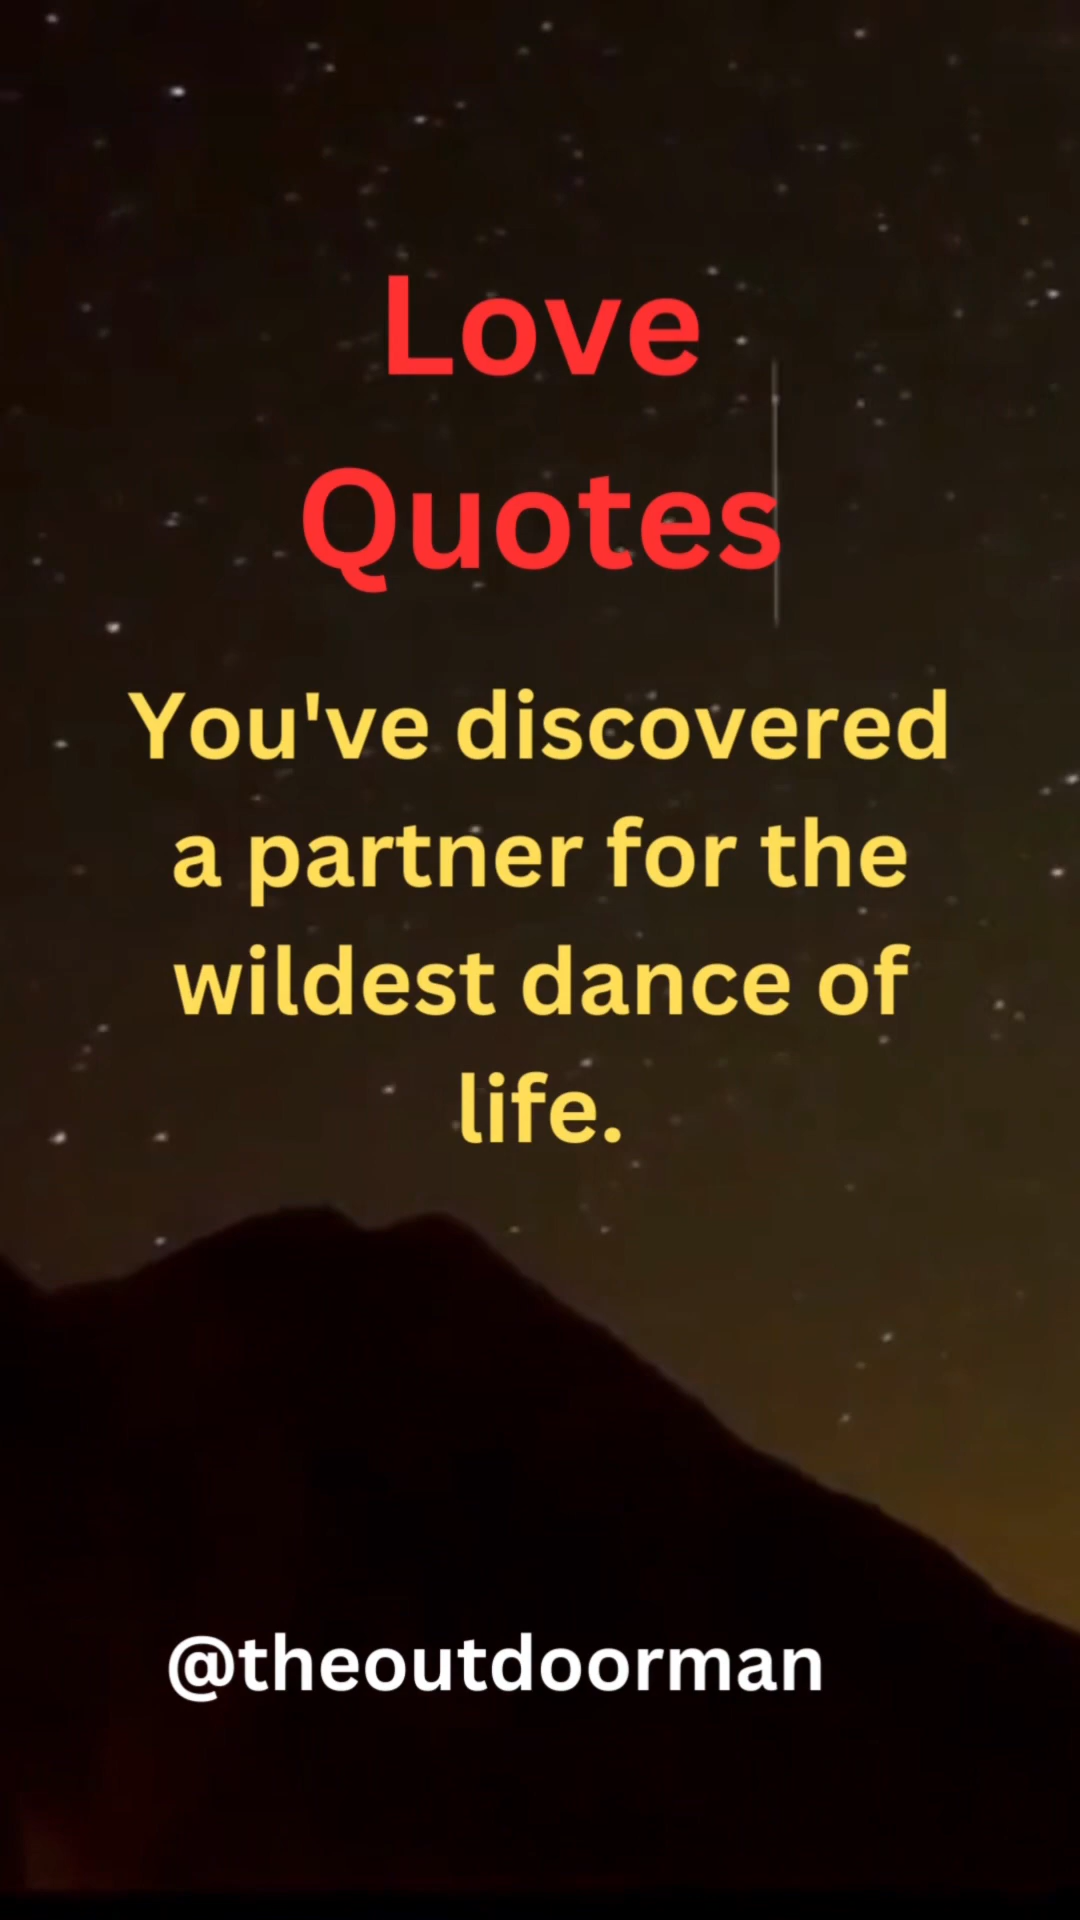 Love
Quotes
You've discovered
a partner for the
wildest dance of
life.
@theoutdoorman